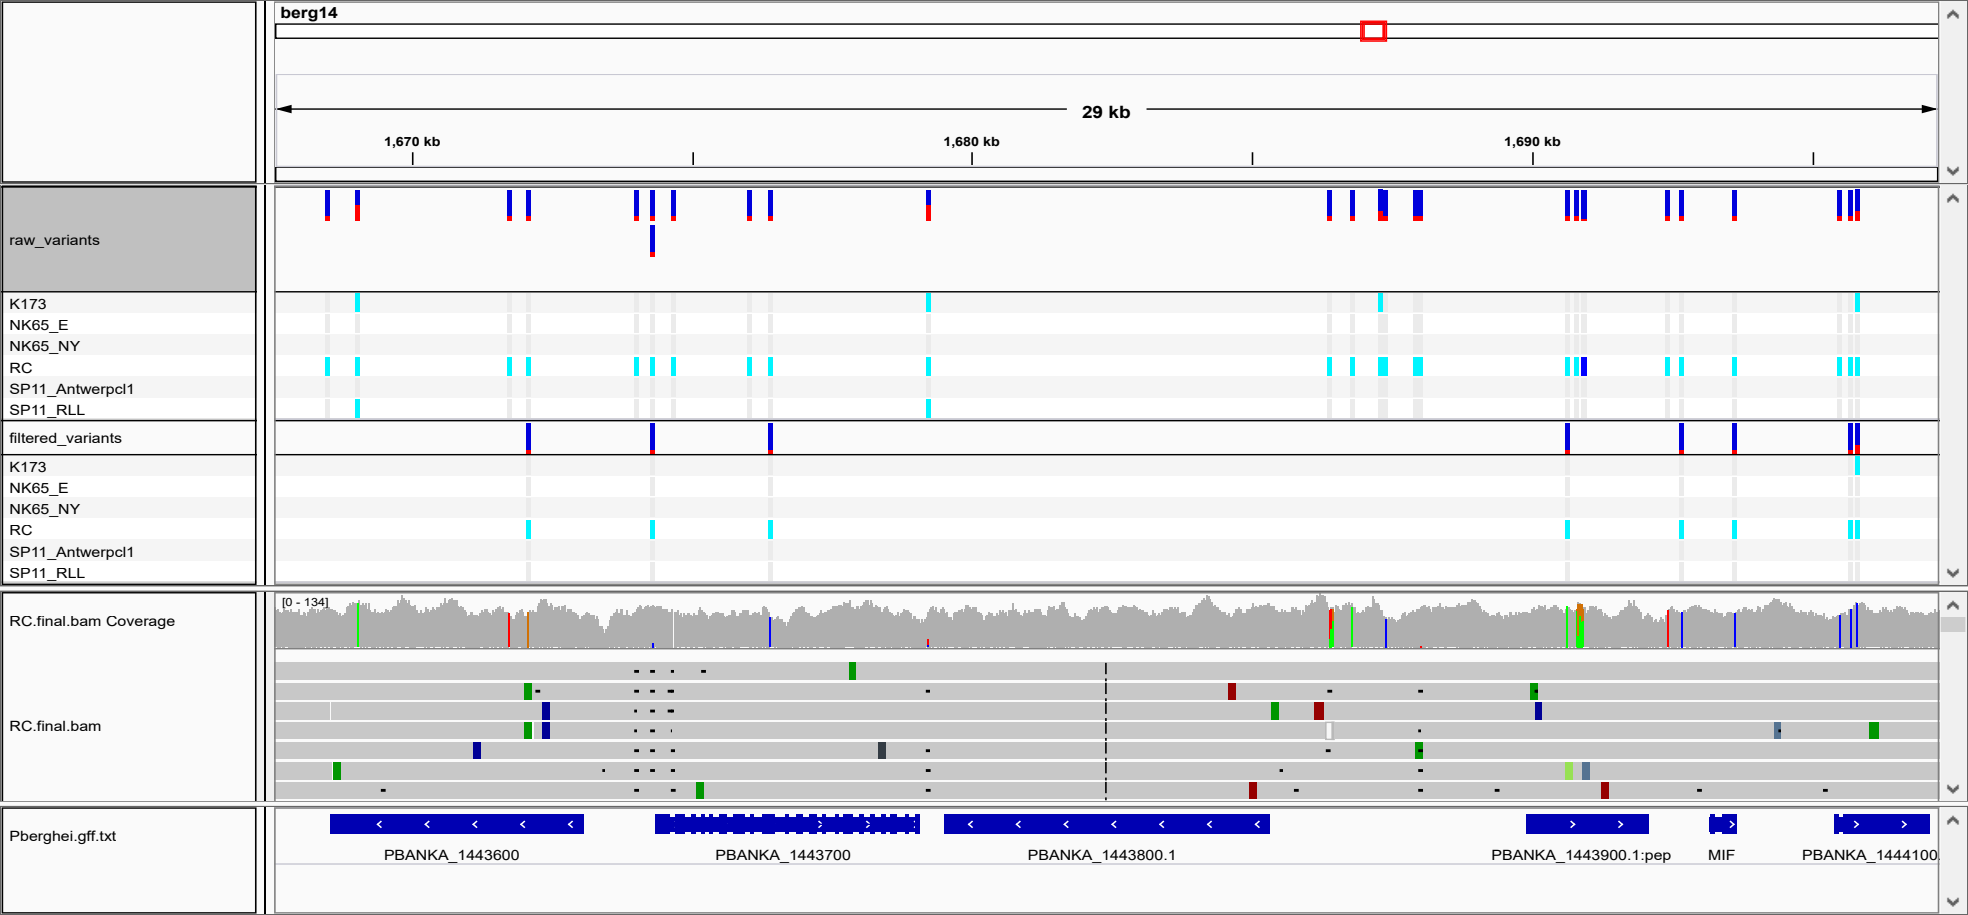 berg14
29 kb
1,670 kb 1,680 kb 1,690 kb
raw_variants
K173
NK65_E
NK65_NY
RC
SP11_Antwerpcl1
SP11_RLL
filtered_variants
K173
NK65_E
NK65_NY
RC
SP11_Antwerpcl1
SP11_RLL
[0 - 134]
RC.final.bam Coverage
RC.final.bam
Pberghei.gff.txt
PBANKA_1443600 PBANKA_1443700 PBANKA_1443800.1 PBANKA_1443900.1:pep MIF PBANKA_1444100.